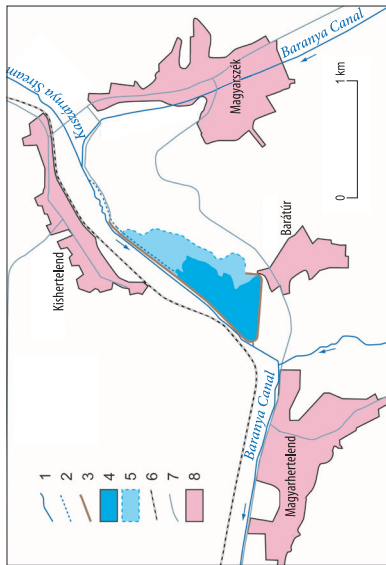 Kasztárnya Stream
Baranya Canal
Magyarszék
Kishertelend
Barátúr
Baranya Canal
Magyarhertelend
1
2
3
4
5
6
7
8
0 1 km